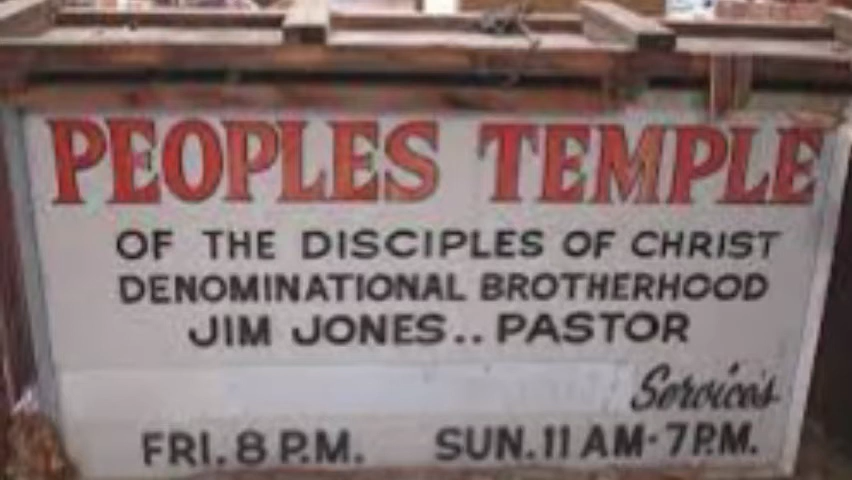 PEOPLES TEMPLE
OF THE DISCIPLES OF CHRIST
DENOMINATIONAL BROTHERHOOD
JIM JONES.. PASTOR
Services
FRI. 8 P.M. SUN. 11 AM-7P.M.